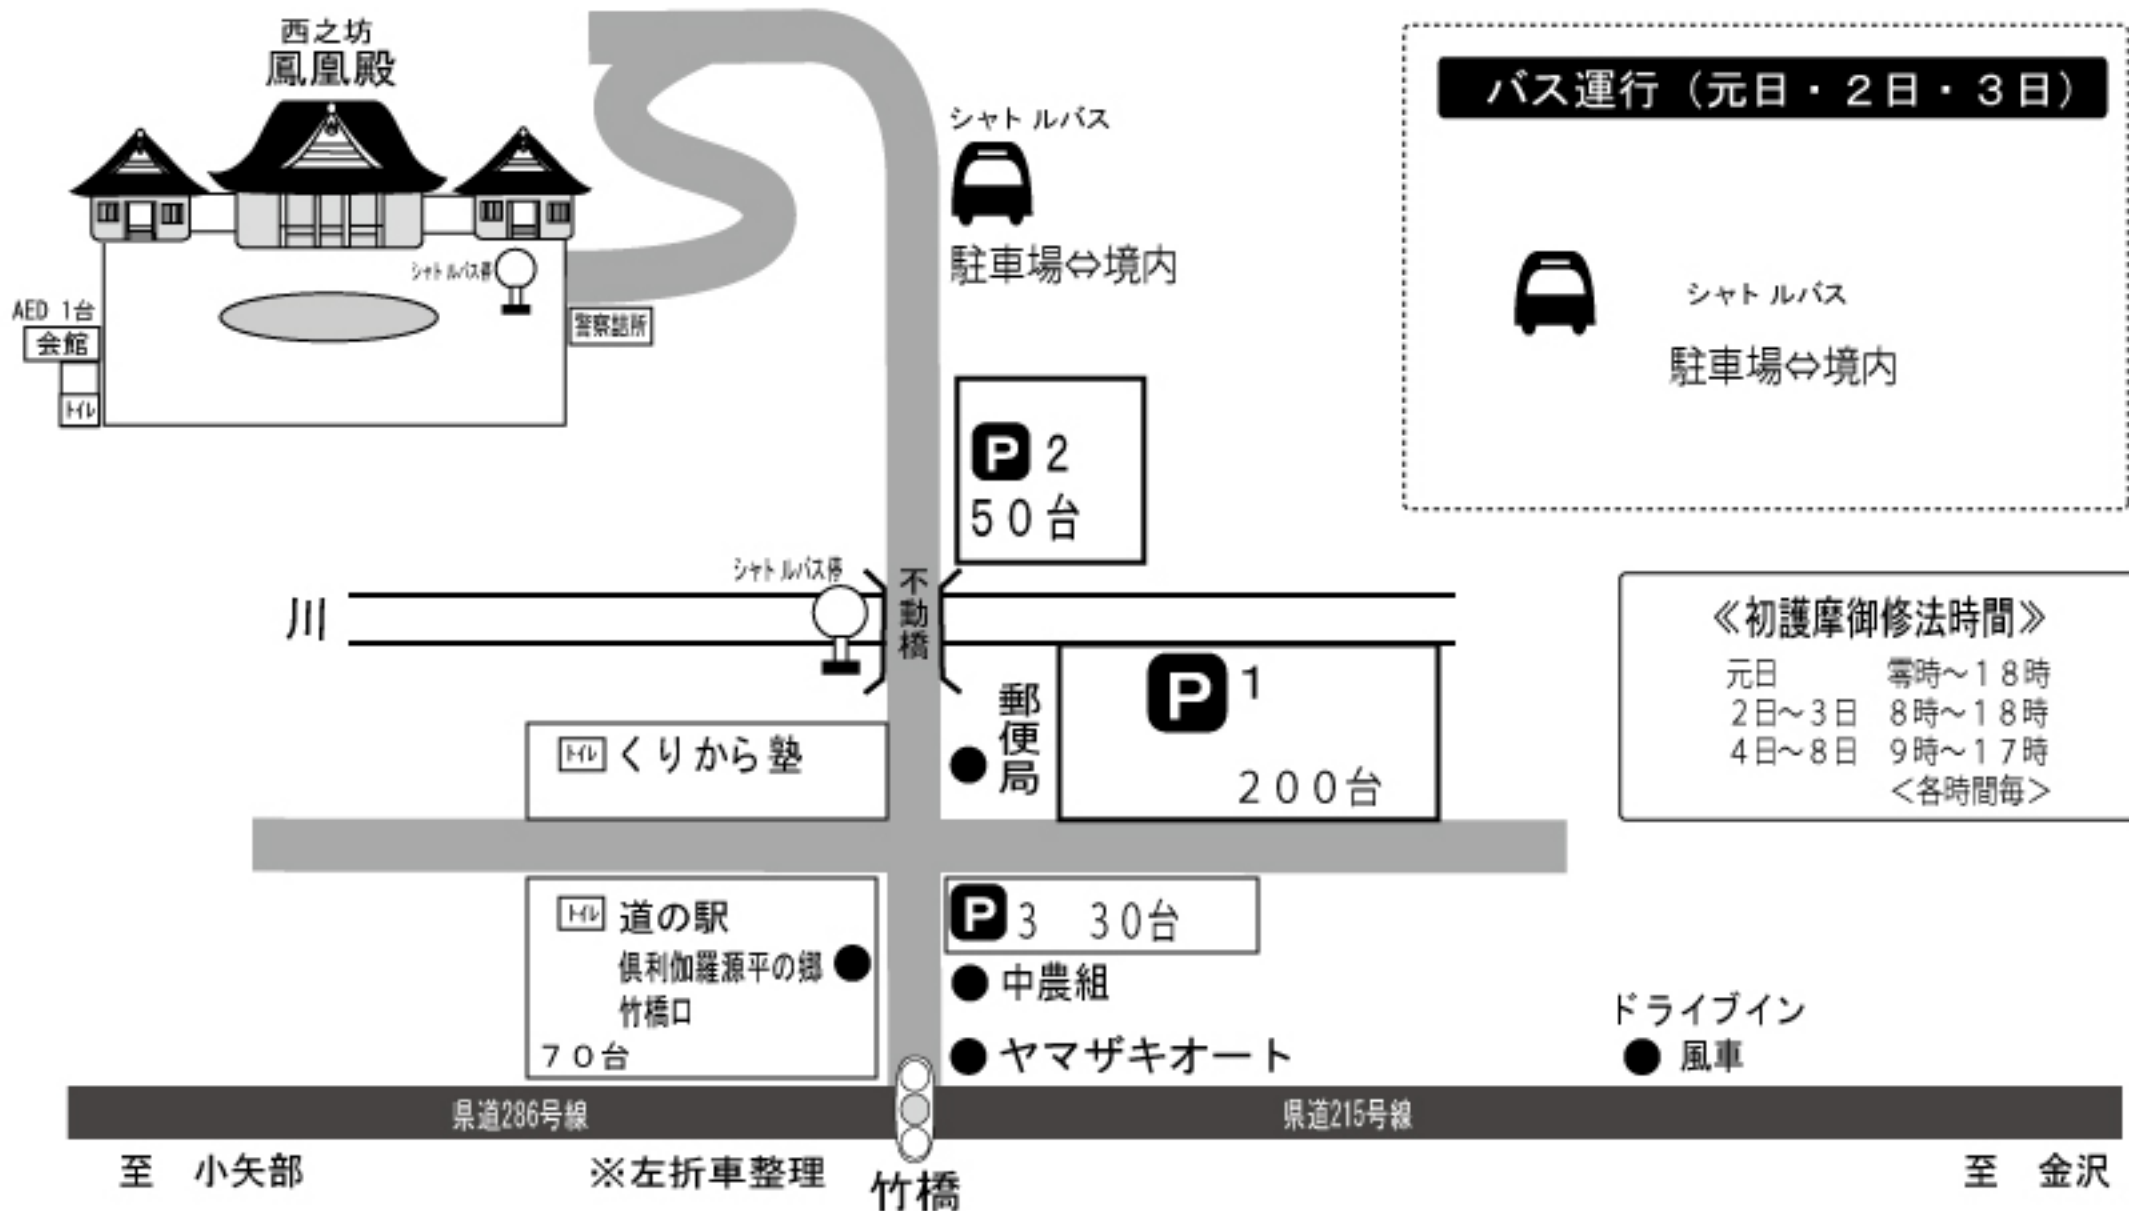 西之坊
鳳凰殿
シャトルバス停
AED 1台
会館
トイレ
警察詰所
シャトルバス
駐車場⇔境内
バス運行（元日・２日・３日）
シャトルバス
駐車場⇔境内
P 2
５０台
シャトルバス停
不動橋
川
P 1
２００台
郵便局
トイレ くりから塾
≪初護摩御修法時間≫
元日 零時～１８時
２日～３日 ８時～１８時
４日～８日 ９時～１７時
＜各時間毎＞
トイレ 道の駅
倶利伽羅源平の郷
竹橋口
７０台
P 3 ３０台
中農組
ヤマザキオート
ドライブイン
風車
県道286号線
県道215号線
至 小矢部
※左折車整理
竹橋
至 金沢